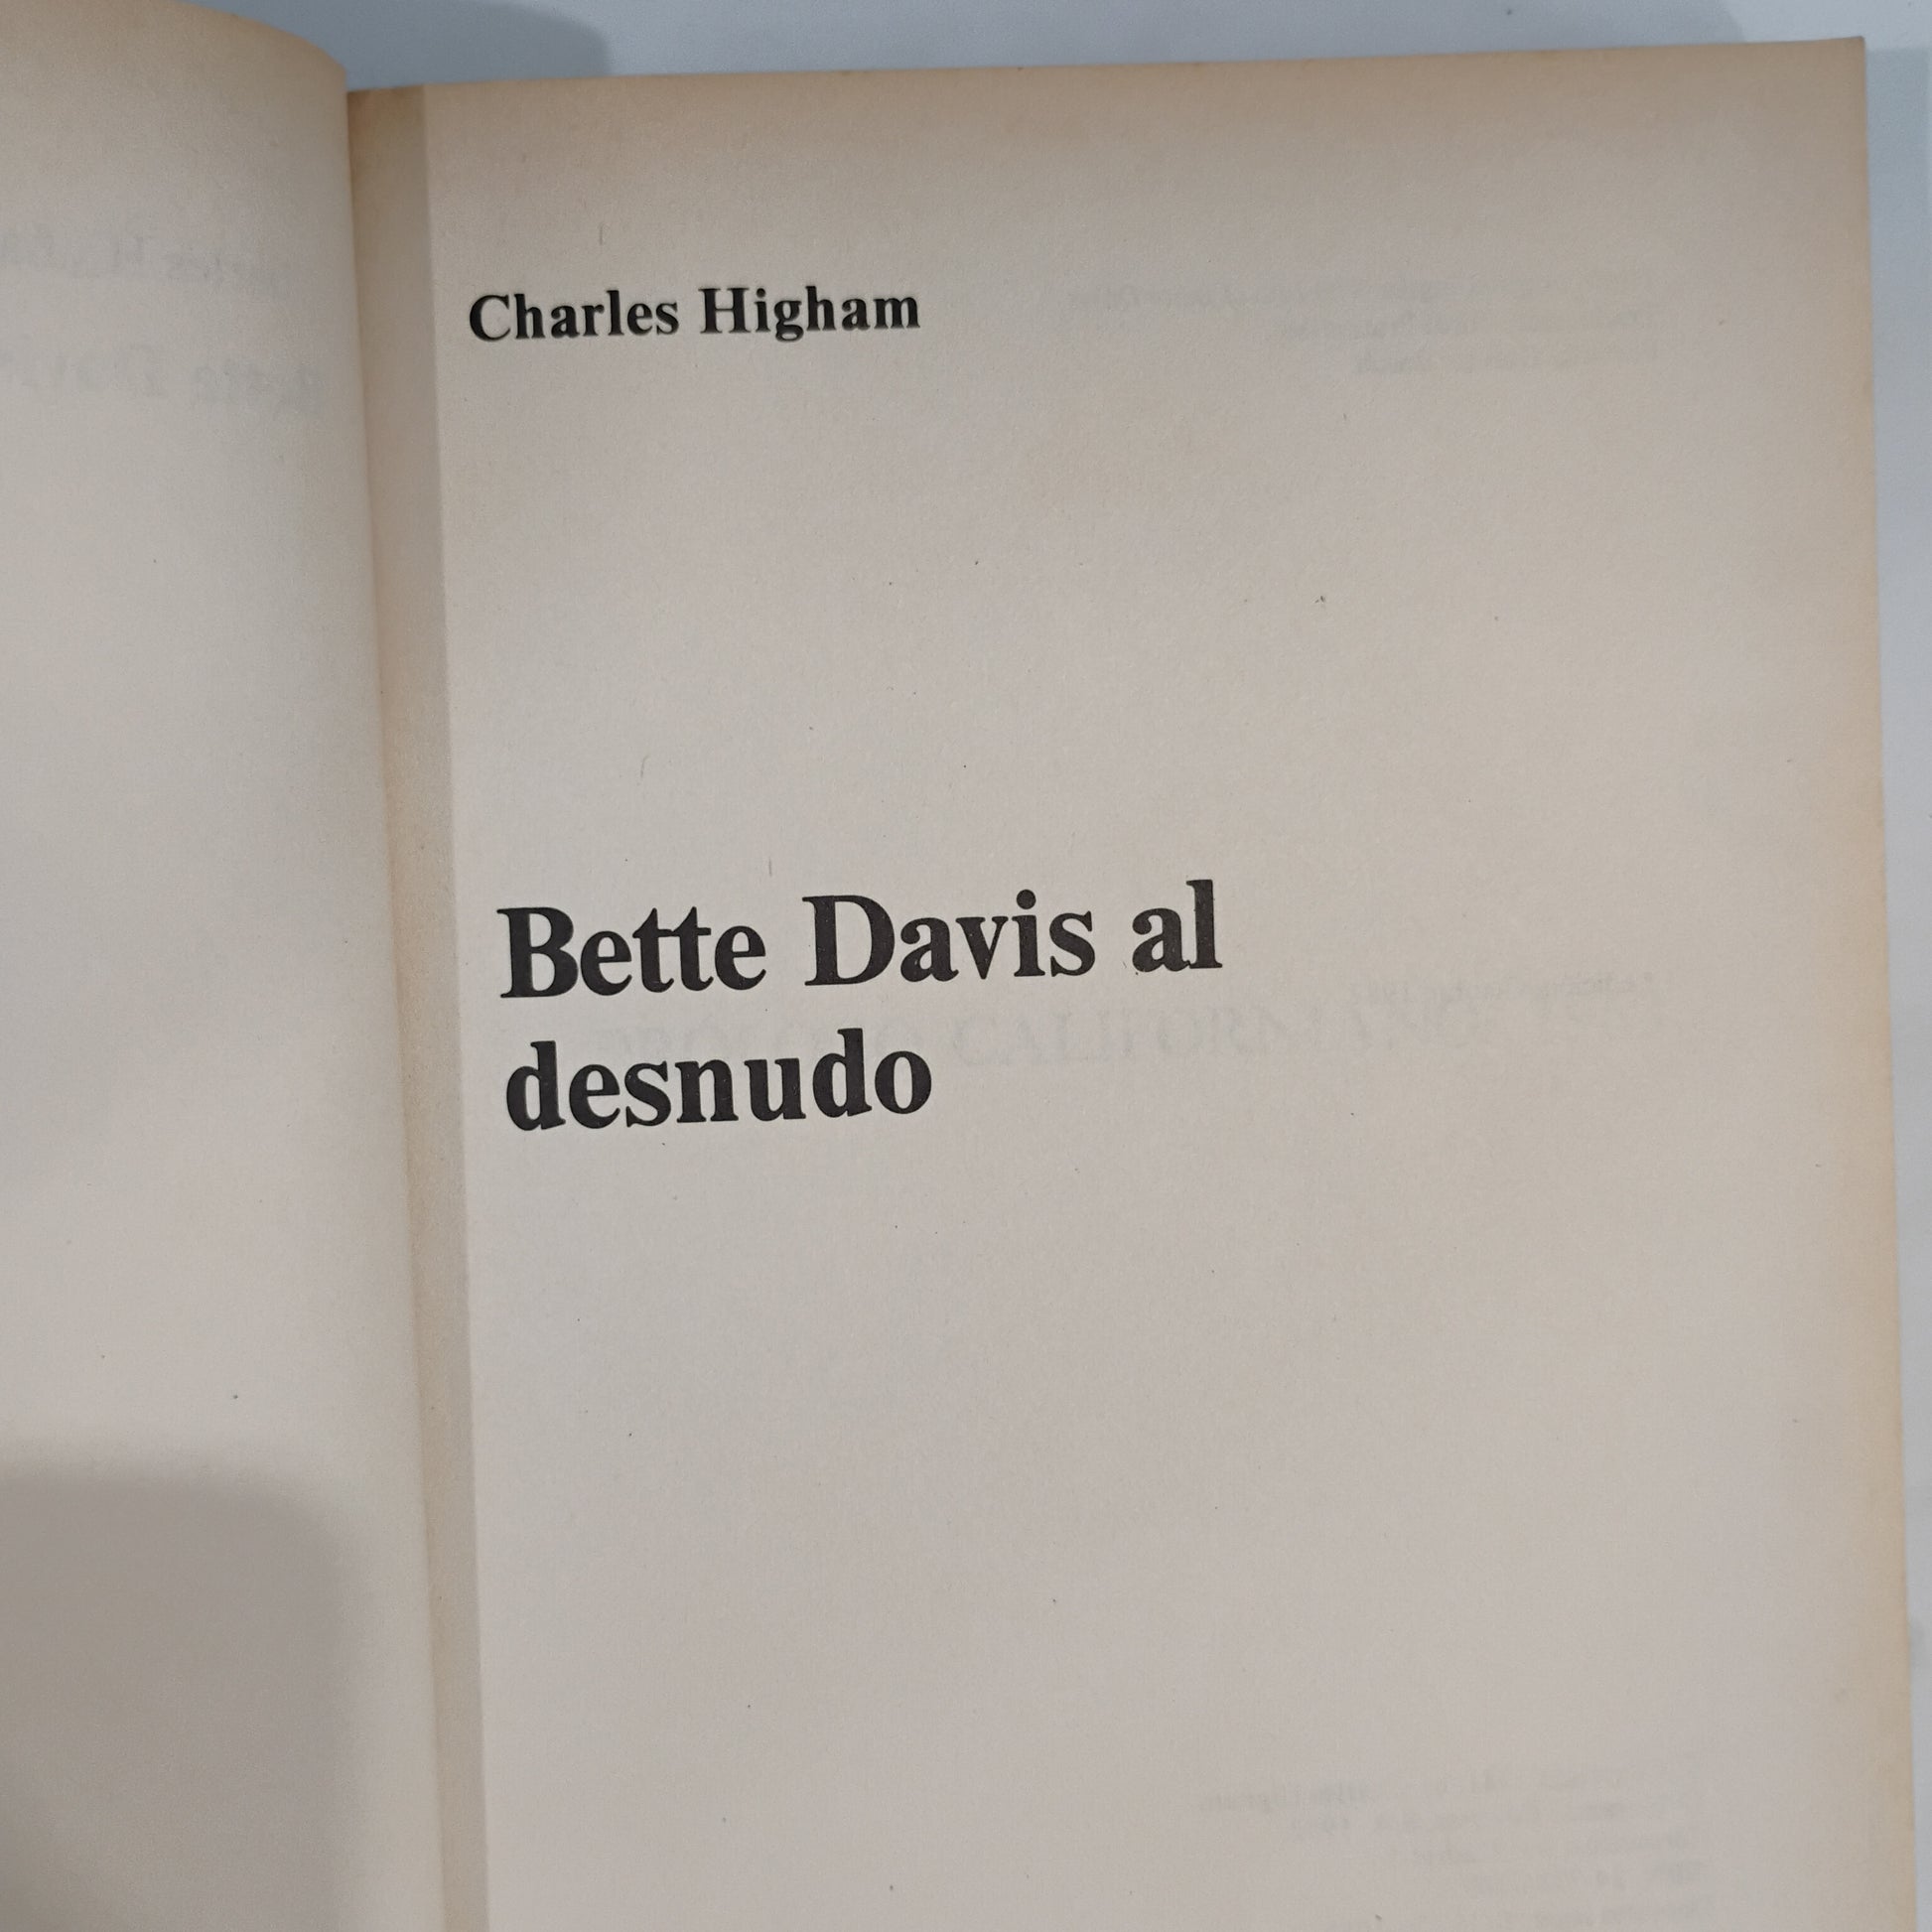 Charles Higham
Bette Davis al
desnudo